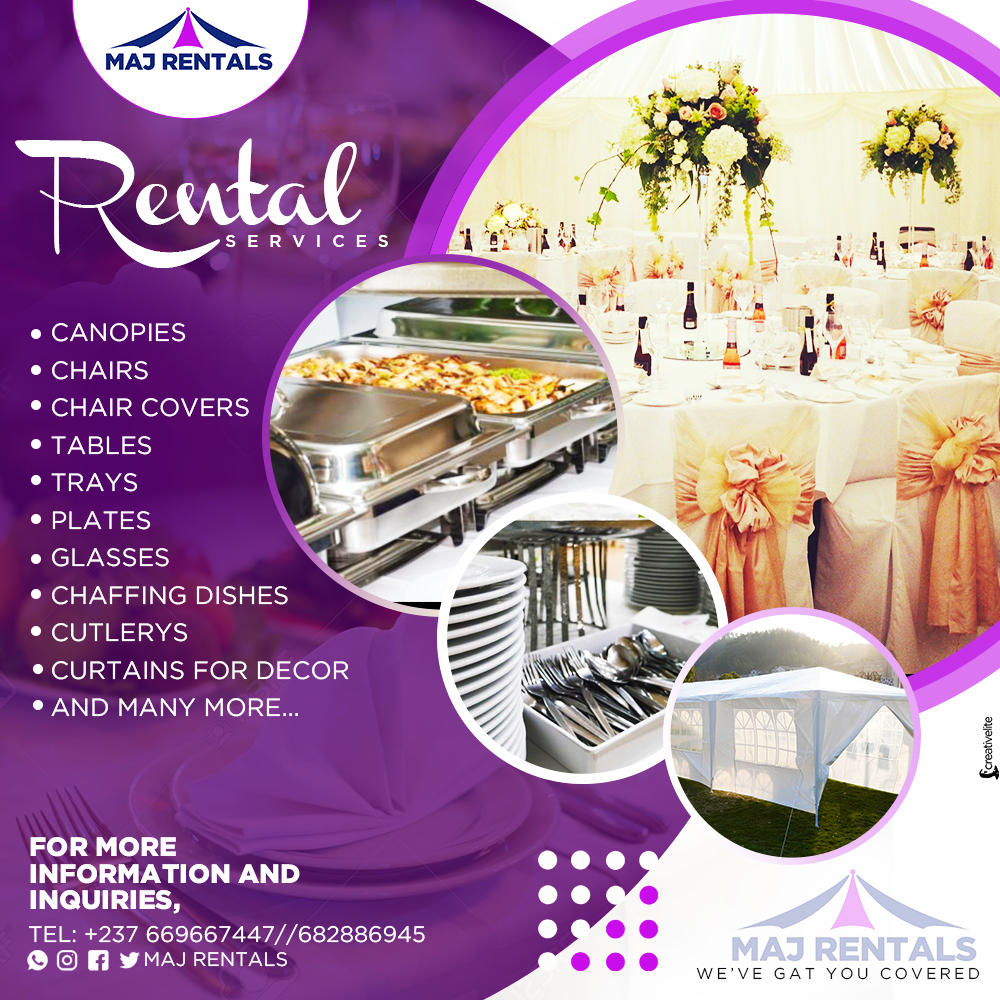 MAJ RENTALS
Rental
SERVICES
• CANOPIES
• CHAIRS
• CHAIR COVERS
• TABLES
• TRAYS
• PLATES
• GLASSES
• CHAFFING DISHES
• CUTLERYS
• CURTAINS FOR DECOR
• AND MANY MORE...
creativelite
FOR MORE
INFORMATION AND
INQUIRIES,
TEL: +237 669667447//682886945
MAJ RENTALS
MAJ RENTALS
WE'VE GAT YOU COVERED